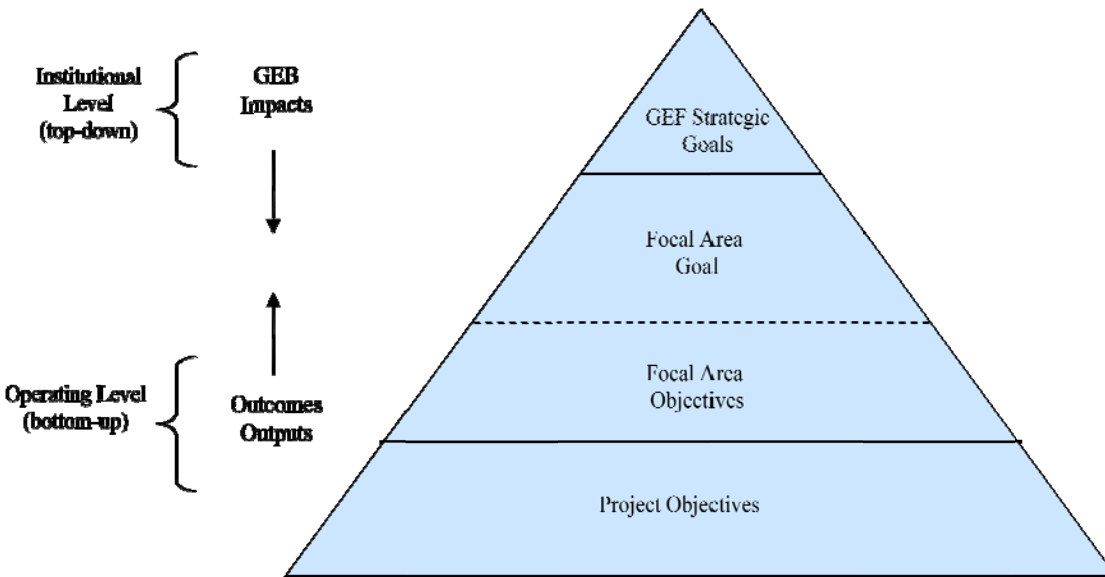 Institutional
Level
(top-down)
GEB
Impacts
GEF Strategic
Goals
Focal Area
Goal
Focal Area
Objectives
Operating Level
(bottom-up)
Outcomes
Outputs
Project Objectives